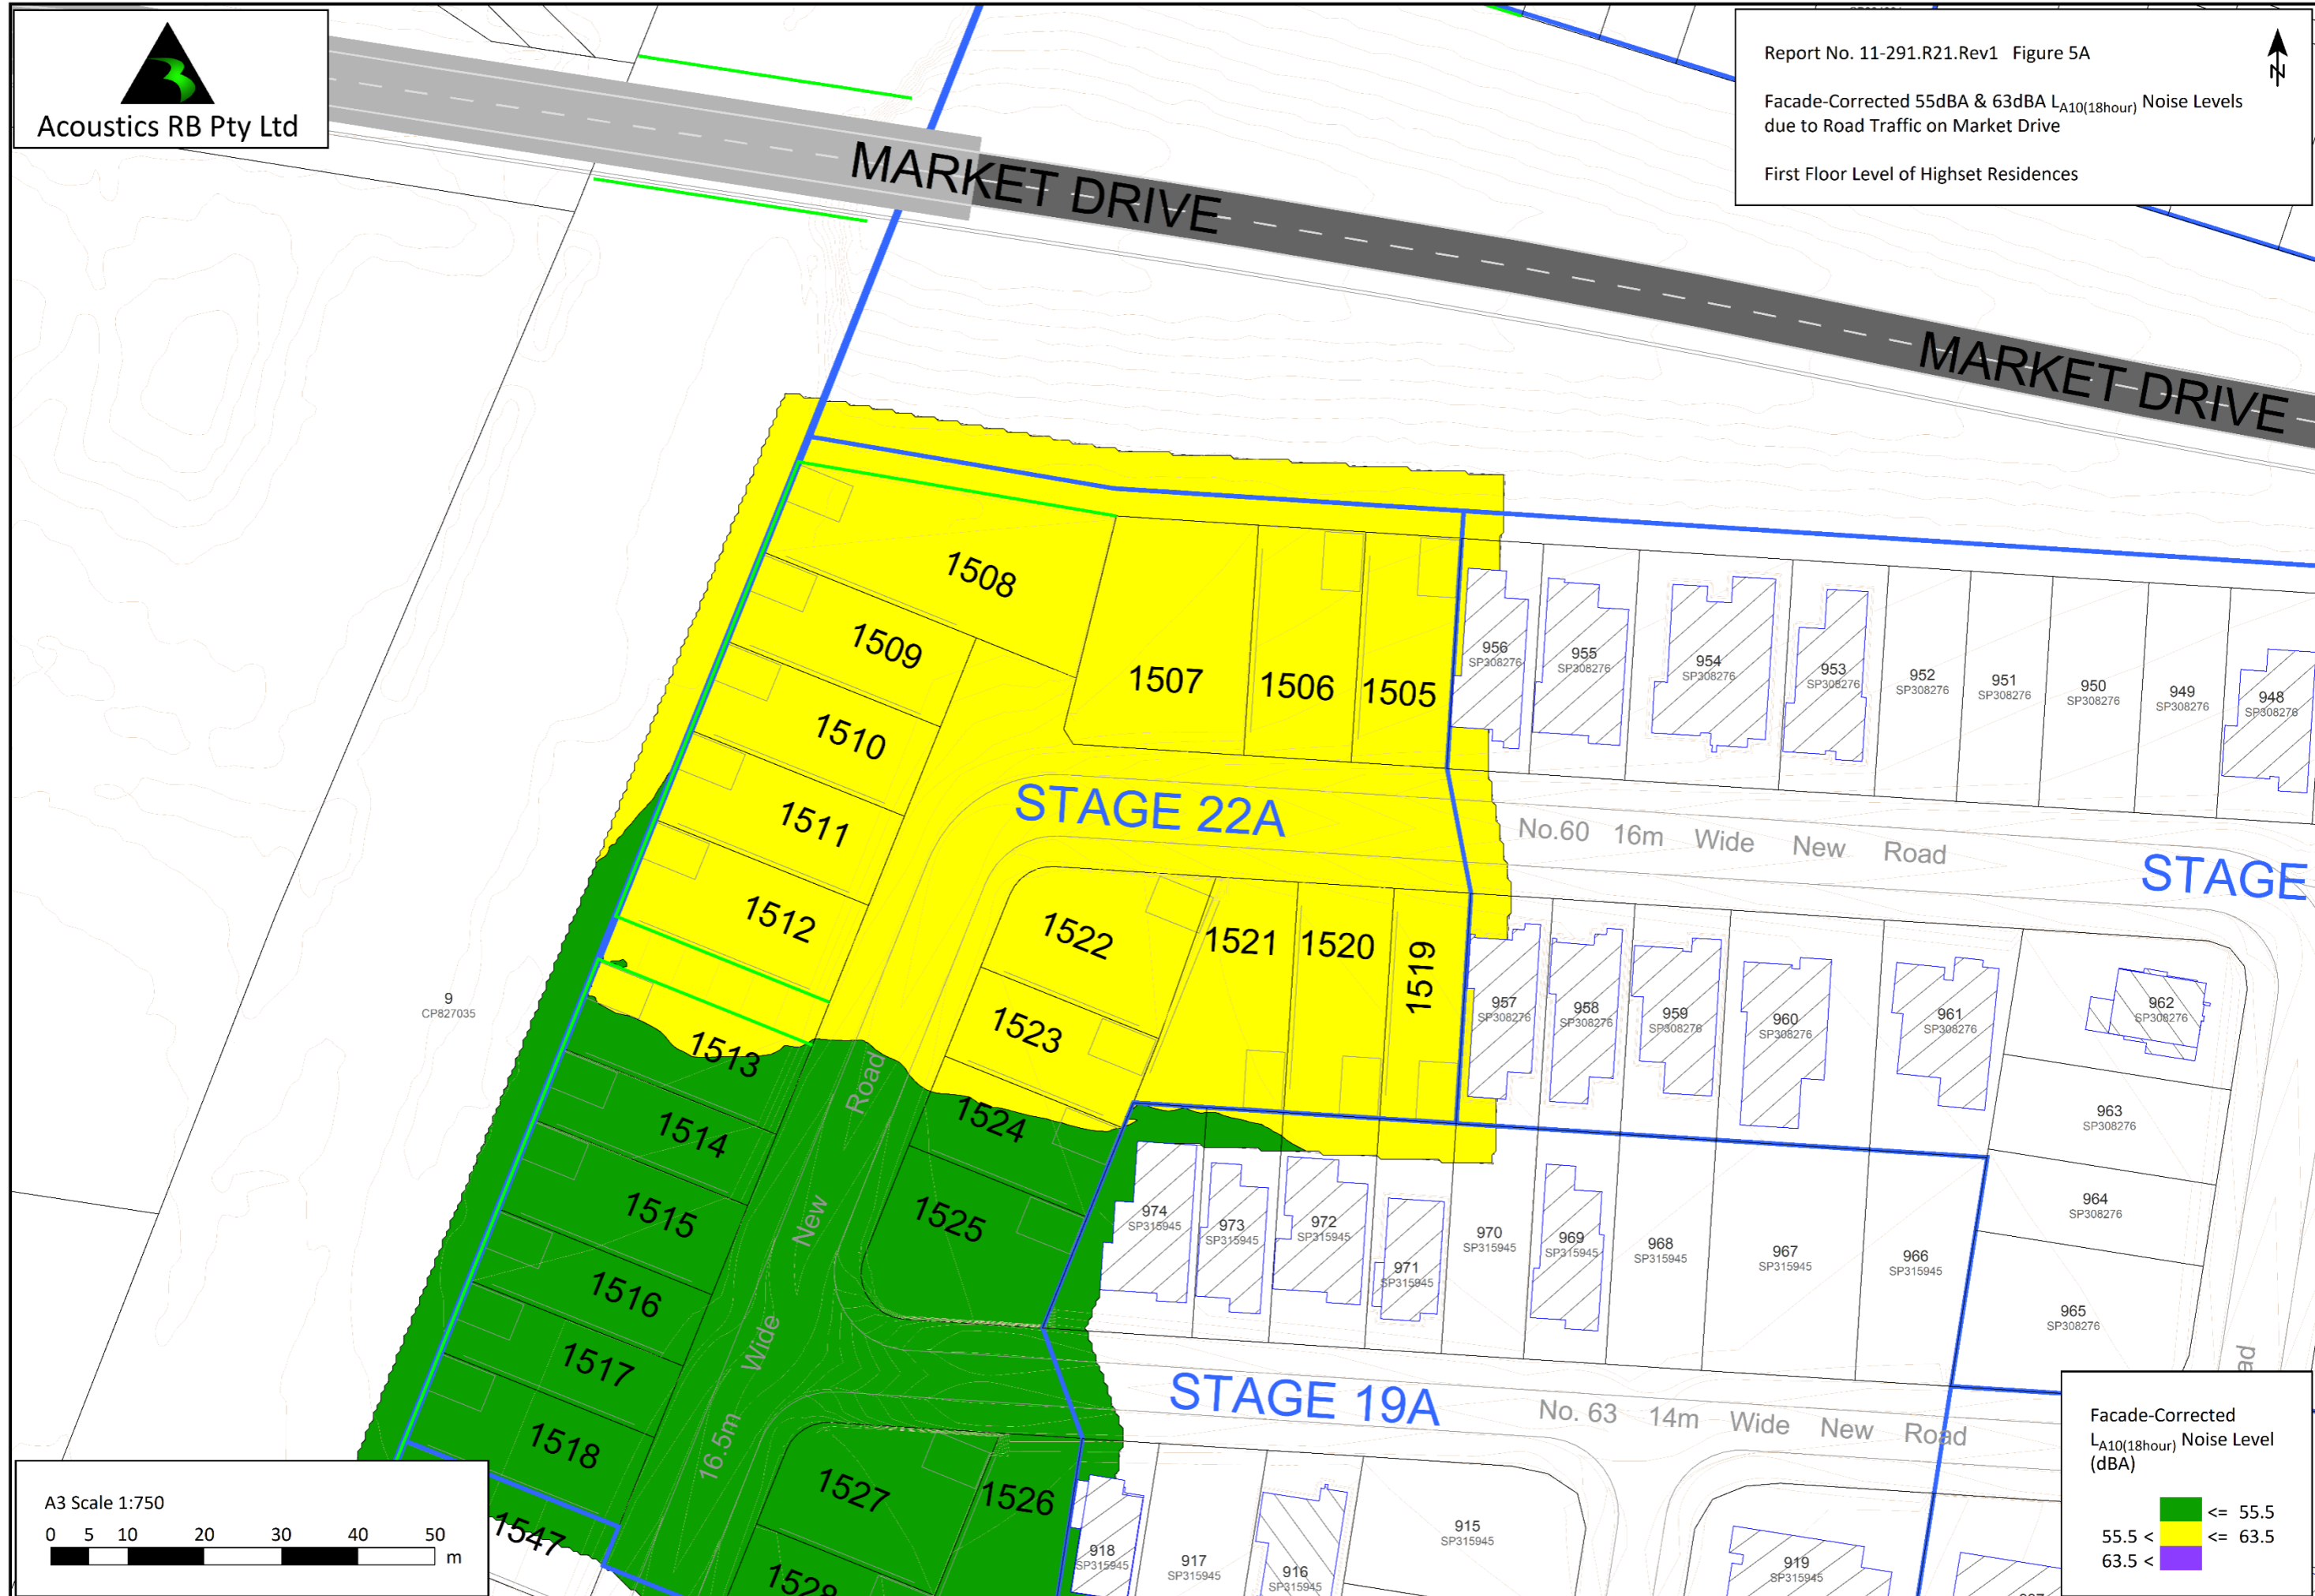 Acoustics RB Pty Ltd
Report No. 11-291.R21.Rev1 Figure 5A
Facade-Corrected 55dBA & 63dBA LA10(18hour) Noise Levels
due to Road Traffic on Market Drive
First Floor Level of Highset Residences
N
MARKET DRIVE
MARKET DRIVE
1508
1509
1507
1506
1505
1510
1511
1512
STAGE 22A
956
SP308276
955
SP308276
954
SP308276
953
SP308276
952
SP308276
951
SP308276
950
SP308276
949
SP308276
948
SP308276
No.60 16m Wide New Road
STAGE
1522
1521
1520
1519
1523
9
CP827035
957
SP308276
958
SP308276
959
SP308276
960
SP308276
961
SP308276
962
SP308276
963
SP308276
964
SP308276
965
SP308276
1513
1514
1515
1516
1517
1518
1547
1524
1525
16.5m Wide New Road
974
SP315945
973
SP315945
972
SP315945
971
SP315945
970
SP315945
969
SP315945
968
SP315945
967
SP315945
966
SP315945
STAGE 19A
No. 63 14m Wide New Road
ad
1527
1526
1528
918
SP315945
917
SP315945
916
SP315945
915
SP315945
919
SP315945
A3 Scale 1:750
0 5 10 20 30 40 50 m
Facade-Corrected
LA10(18hour) Noise Level
(dBA)
<= 55.5
55.5 < <= 63.5
63.5 <